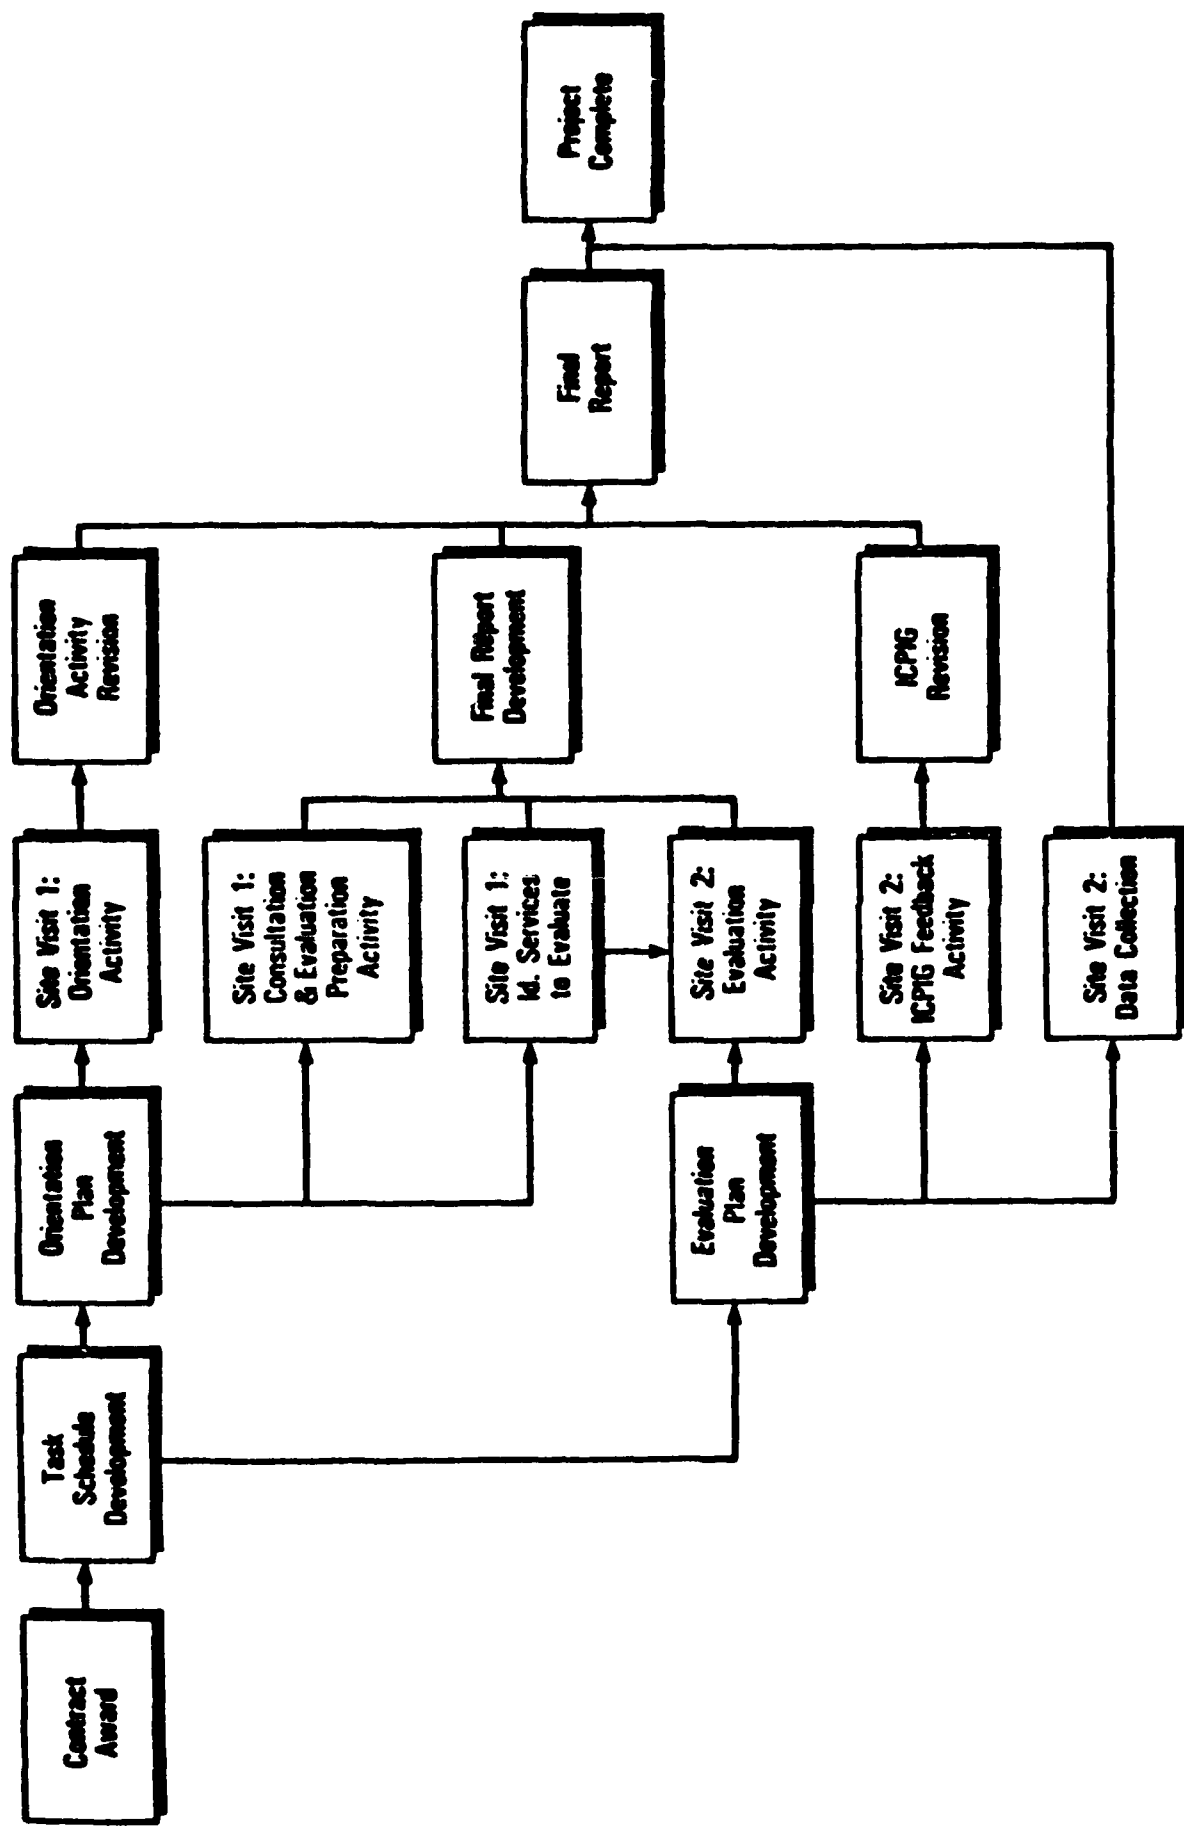 Contract
Award
Task
Schedule
Development
Orientation
Plan
Development
Site Visit 1:
Orientation
Activity
Orientation
Activity
Revision
Site Visit 1:
Consultation
& Evaluation
Preparation
Activity
Site Visit 1:
Id. Services
to Evaluate
Final Report
Development
Evaluation
Plan
Development
Site Visit 2:
Evaluation
Activity
Site Visit 2:
ICPIG Feedback
Activity
ICPIG
Revision
Site Visit 2:
Data Collection
Final
Report
Project
Complete